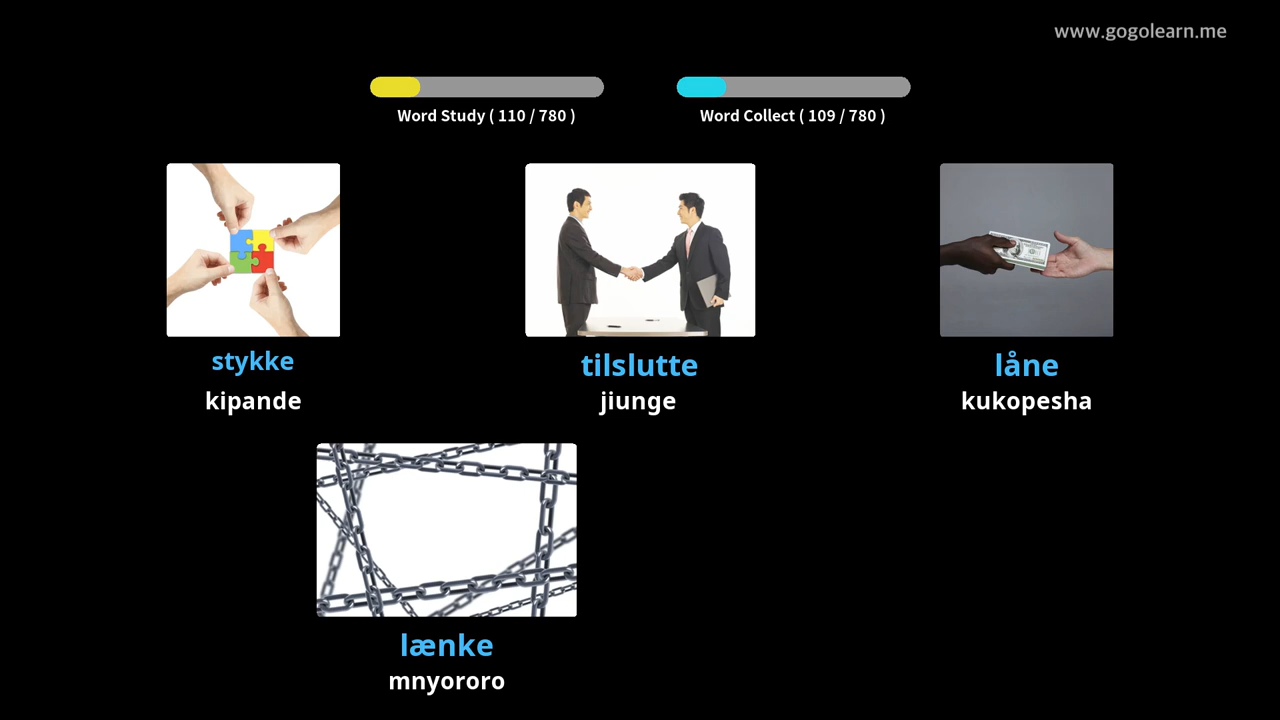 www.gogolearn.me
Word Study ( 110 / 780 )
Word Collect ( 109 / 780 )
stykke
kipande
tilslutte
jiunge
låne
kukopesha
lænke
mnyororo